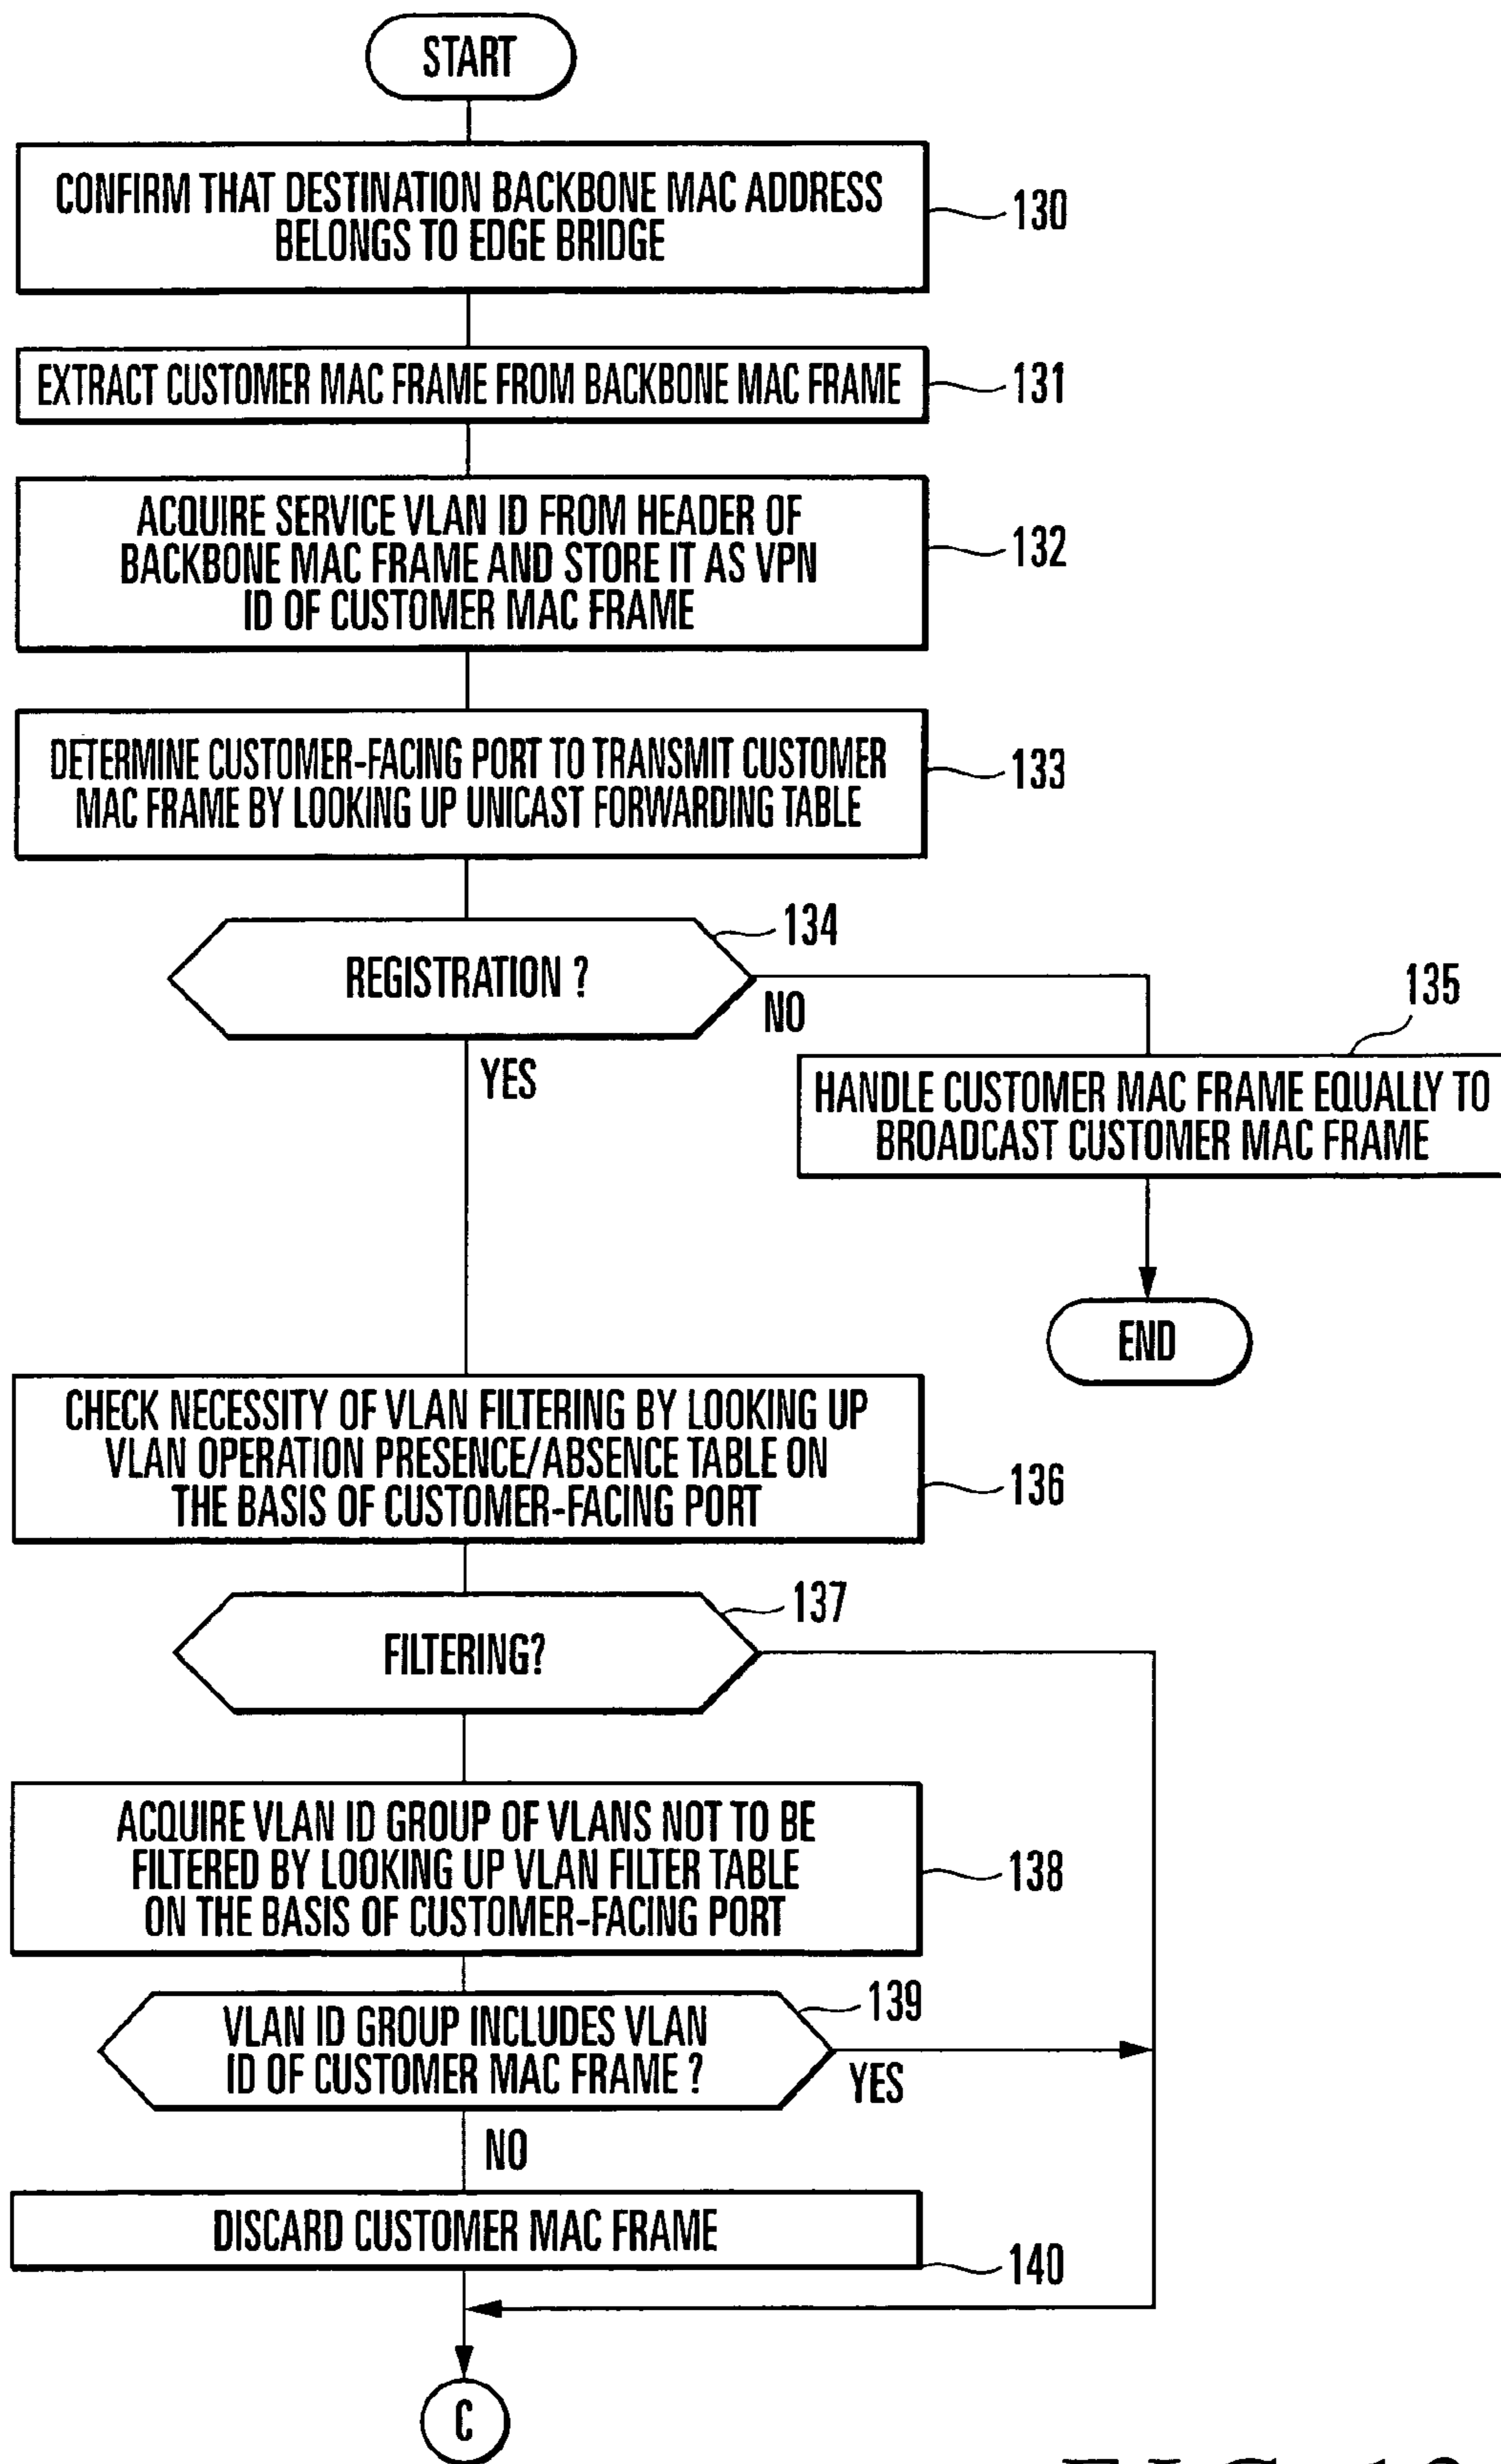 START
CONFIRM THAT DESTINATION BACKBONE MAC ADDRESS
BELONGS TO EDGE BRIDGE
130
EXTRACT CUSTOMER MAC FRAME FROM BACKBONE MAC FRAME
131
ACQUIRE SERVICE VLAN ID FROM HEADER OF
BACKBONE MAC FRAME AND STORE IT AS VPN
ID OF CUSTOMER MAC FRAME
132
DETERMINE CUSTOMER-FACING PORT TO TRANSMIT CUSTOMER
MAC FRAME BY LOOKING UP UNICAST FORWARDING TABLE
133
134
REGISTRATION ?
NO
YES
135
HANDLE CUSTOMER MAC FRAME EQUALLY TO
BROADCAST CUSTOMER MAC FRAME
END
CHECK NECESSITY OF VLAN FILTERING BY LOOKING UP
VLAN OPERATION PRESENCE/ABSENCE TABLE ON
THE BASIS OF CUSTOMER-FACING PORT
136
137
FILTERING?
ACQUIRE VLAN ID GROUP OF VLANS NOT TO BE
FILTERED BY LOOKING UP VLAN FILTER TABLE
ON THE BASIS OF CUSTOMER-FACING PORT
138
139
VLAN ID GROUP INCLUDES VLAN
ID OF CUSTOMER MAC FRAME ?
YES
NO
DISCARD CUSTOMER MAC FRAME
140
C